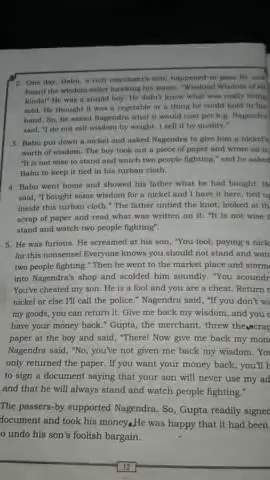 2. One day, Babu, a rich merchant's son, happened to pass by and
heard the wisdom seller hawking his wares. "Wisdom! Wisdom of all
kinds!" He was a stupid boy. He didn't know what was really being
sold. He thought it was a vegetable or a thing he could hold in his
hand. So, he asked Nagendra what it would cost per k.g. Nagendra
said, "I do not sell wisdom by weight. I sell it by quality."
3. Babu put down a nickel and asked Nagendra to give him a nickel's
worth of wisdom. The boy took out a piece of paper and wrote on it,
"It is not wise to stand and watch two people fighting," and he asked
Babu to keep it tied in his turban cloth.
4. Babu went home and showed his father what he had bought. He
said, "I bought some wisdom for a nickel and I have it here, tied up
inside this turban cloth." The father untied the knot, looked at the
scrap of paper and read what was written on it. "It is not wise
stand and watch two people fighting".
5. He was furious. He screamed at his son, "You fool, paying a nick
for this nonsense! Everyone knows you should not stand and wat
two people fighting." Then he went to the market place and storme
into Nagendra's shop and scolded him soundly. "You scoundr
You've cheated my son. He is a fool and you are a cheat. Return t
nickel or else I'll call the police." Nagendra said, "If you don't wa
my goods, you can return it. Give me back my wisdom, and you c
have your money back." Gupta, the merchant, threw the scrap
paper at the boy and said, "There! Now give me back my mone
Nagendra said, "No, you've not given me back my wisdom. You
only returned the paper. If you want your money back, you'll h
to sign a document saying that your son will never use my ad
and that he will always stand and watch people fighting."
The passers-by supported Nagendra. So, Gupta readily signed
document and took his money. He was happy that it had been
to undo his son's foolish bargain.
12